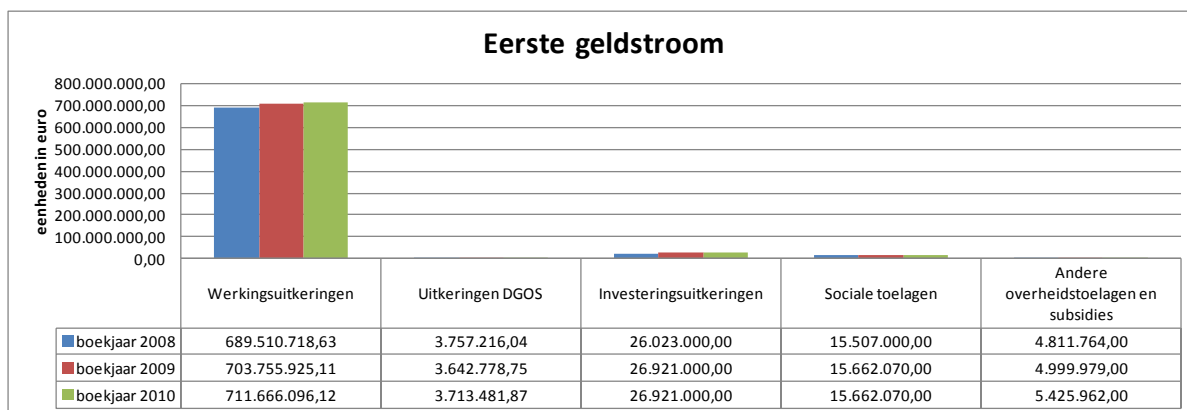 Eerste geldstroom
eenhedenin euro
800.000.000,00
700.000.000,00
600.000.000,00
500.000.000,00
400.000.000,00
300.000.000,00
200.000.000,00
100.000.000,00
0,00
Werkingsuitkeringen Uitkeringen DGOS Investeringsuitkeringen Sociale toelagen Andere
overheidstoelagen en
subsidies
boekjaar 2008 689.510.718,63 3.757.216,04 26.023.000,00 15.507.000,00 4.811.764,00
boekjaar 2009 703.755.925,11 3.642.778,75 26.921.000,00 15.662.070,00 4.999.979,00
boekjaar 2010 711.666.096,12 3.713.481,87 26.921.000,00 15.662.070,00 5.425.962,00